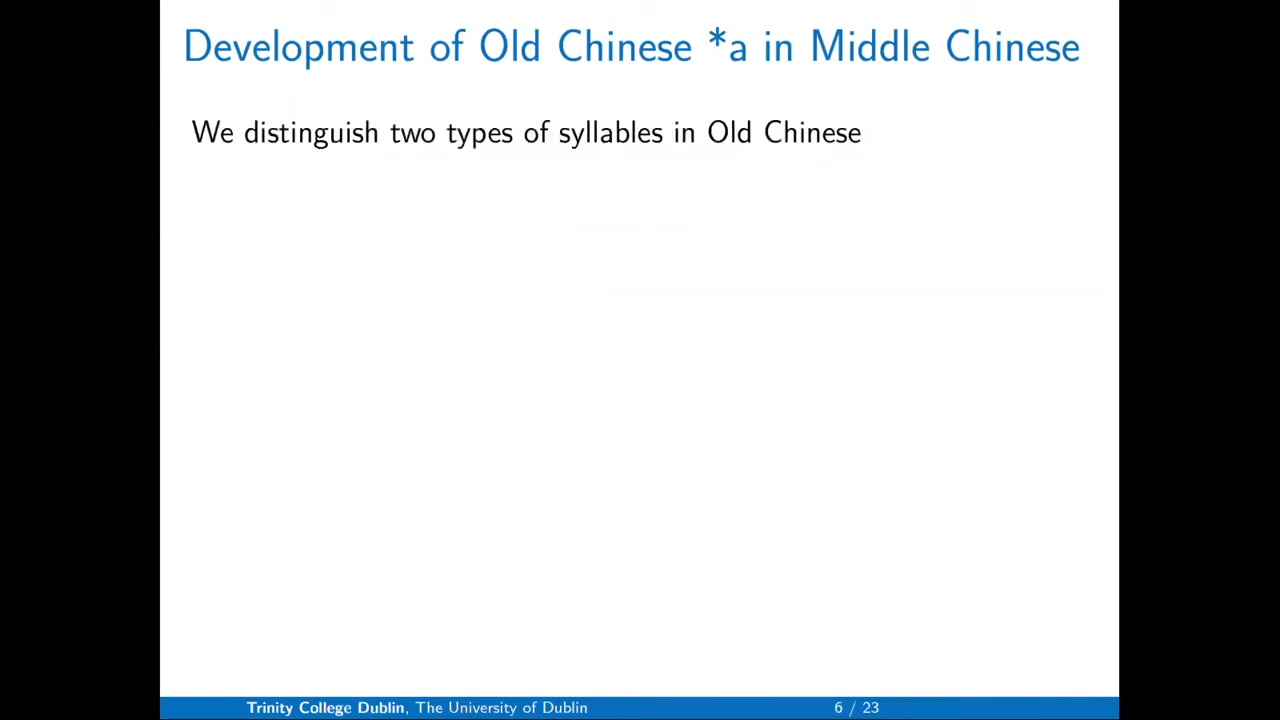 Development of Old Chinese *a in Middle Chinese
We distinguish two types of syllables in Old Chinese
Trinity College Dublin, The University of Dublin 6 / 23